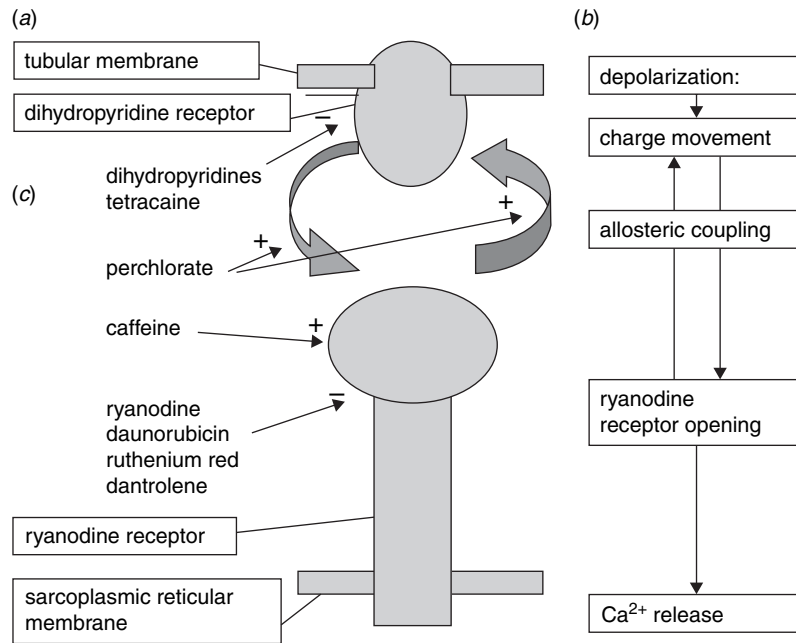 (a)
tubular membrane
dihydropyridine receptor
–
dihydropyridines
tetracaine
(c)
+
+
perchlorate
caffeine
+
–
ryanodine
daunorubicin
ruthenium red
dantrolene
ryanodine receptor
sarcoplasmic reticular
membrane
(b)
depolarization:
charge movement
allosteric coupling
ryanodine
receptor opening
Ca²⁺ release